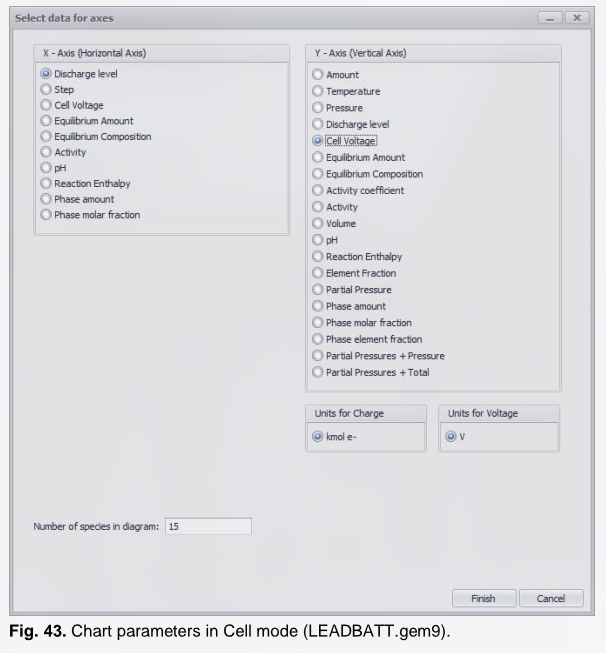 Select data for axes
X - Axis (Horizontal Axis)
Discharge level
Step
Cell Voltage
Equilibrium Amount
Equilibrium Composition
Activity
pH
Reaction Enthalpy
Phase amount
Phase molar fraction
Y - Axis (Vertical Axis)
Amount
Temperature
Pressure
Discharge level
Cell Voltage
Equilibrium Amount
Equilibrium Composition
Activity coefficient
Activity
Volume
pH
Reaction Enthalpy
Element Fraction
Partial Pressure
Phase amount
Phase molar fraction
Phase element fraction
Partial Pressures + Pressure
Partial Pressures + Total
Units for Charge
kmol e-
Units for Voltage
V
Number of species in diagram: 15
Finish Cancel
Fig. 43. Chart parameters in Cell mode (LEADBATT.gem9).